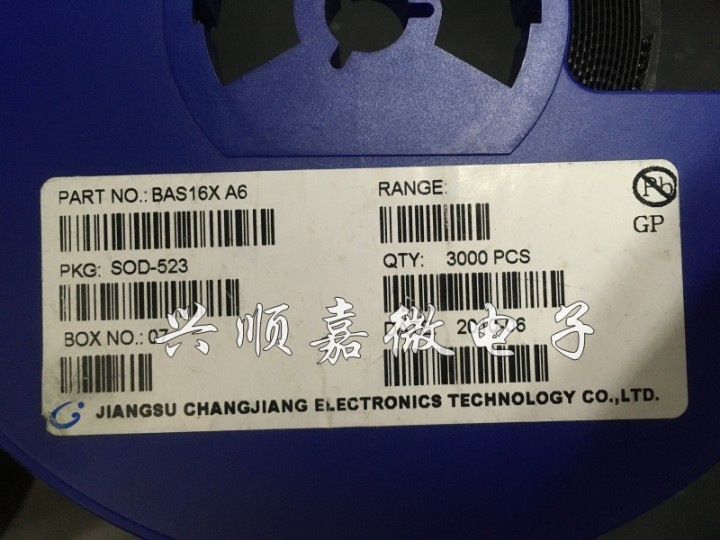 PART NO.: BAS16X A6
RANGE:
Pb
GP
PKG: SOD-523
QTY: 3000 PCS
BOX NO.: 07
兴顺嘉微电子
JIANGSU CHANGJIANG ELECTRONICS TECHNOLOGY CO.,LTD.